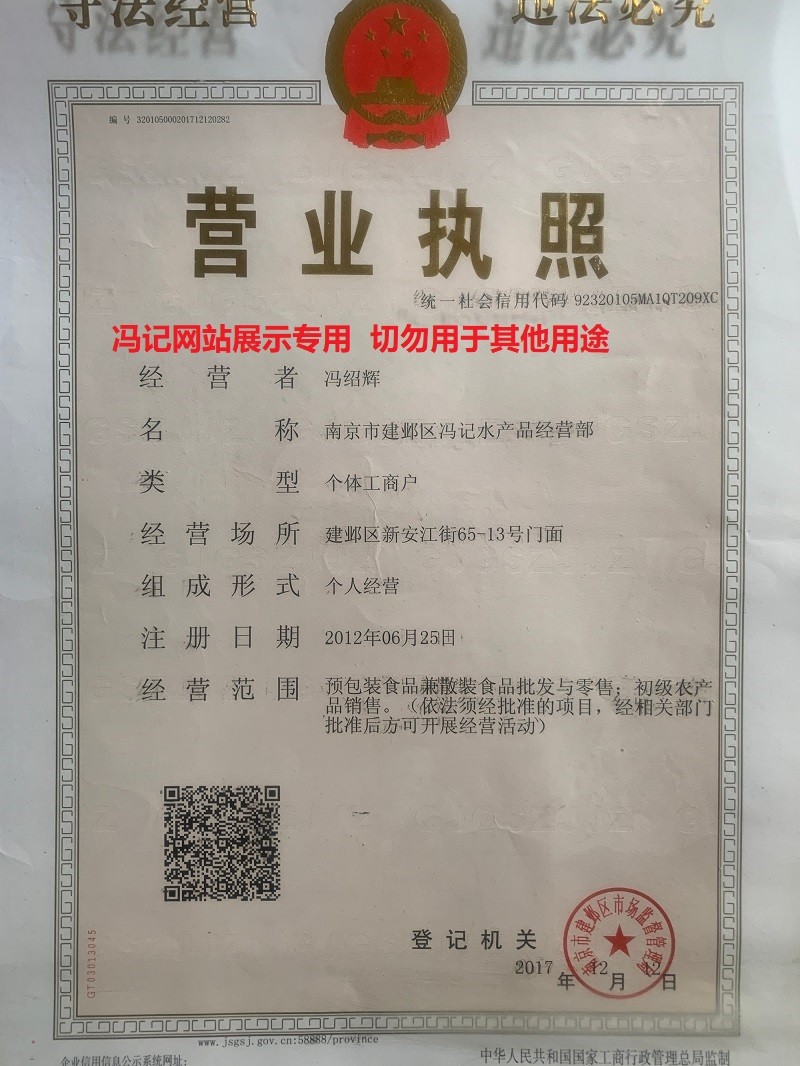 守法经营 违法必究
编 号 320105000201712120282
营业执照
统一社会信用代码 92320105MA1QT209XC
冯记网站展示专用 切勿用于其他用途
经营者 冯绍辉
名称 南京市建邺区冯记水产品经营部
类型 个体工商户
经营场所 建邺区新安江街65-13号门面
组成形式 个人经营
注册日期 2012年06月25日
经营范围 预包装食品兼散装食品批发与零售；初级农产
品销售。（依法须经批准的项目，经相关部门
批准后方可开展经营活动）
登记机关
南京市建邺区市场监督管理局
2017年12月12日
GT03013045
www.jsgsj.gov.cn:58888/province
企业信用信息公示系统网址：
中华人民共和国国家工商行政管理总局监制